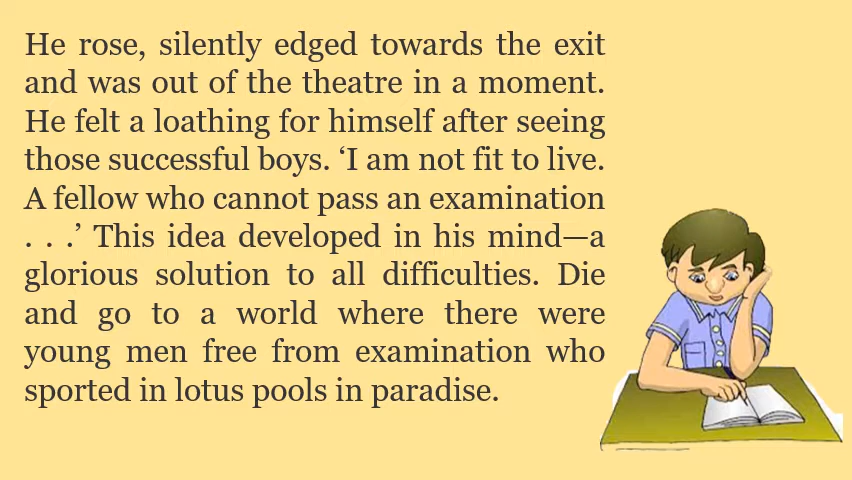 He rose, silently edged towards the exit
and was out of the theatre in a moment.
He felt a loathing for himself after seeing
those successful boys. ‘I am not fit to live.
A fellow who cannot pass an examination
. . .’ This idea developed in his mind—a
glorious solution to all difficulties. Die
and go to a world where there were
young men free from examination who
sported in lotus pools in paradise.